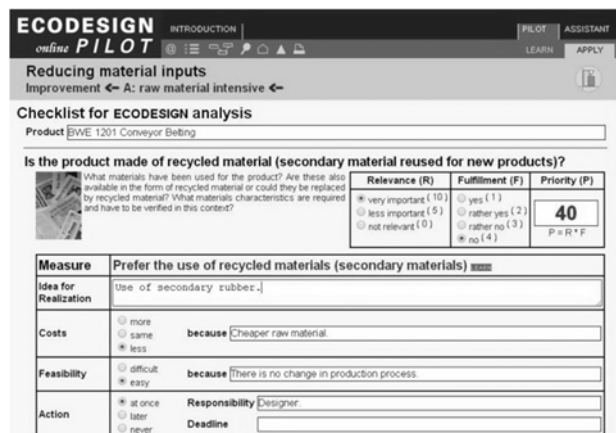 ECODESIGN INTRODUCTION PILOT ASSISTANT
online PILOT @ LEARN APPLY
Reducing material inputs
Improvement A: raw material intensive
Checklist for ECODESIGN analysis
Product BWE 1201 Conveyor Belting
Is the product made of recycled material (secondary material reused for new products)?
What materials have been used for the product? Are these also
available in the form of recycled material or could they be replaced
by recycled material? What materials characteristics are required
and have to be verified in this context?
Relevance (R) Fulfillment (F) Priority (P)
very important (10) yes (1)
less important (5) rather yes (2) 40
not relevant (0) rather no (3)
no (4) P = R * F
Measure Prefer the use of recycled materials (secondary materials)
Idea for Realization Use of secondary rubber.
more
Costs same because Cheaper raw material.
less
Feasibility difficult because There is no change in production process.
easy
at once Responsibility Designer.
Action later Deadline
never